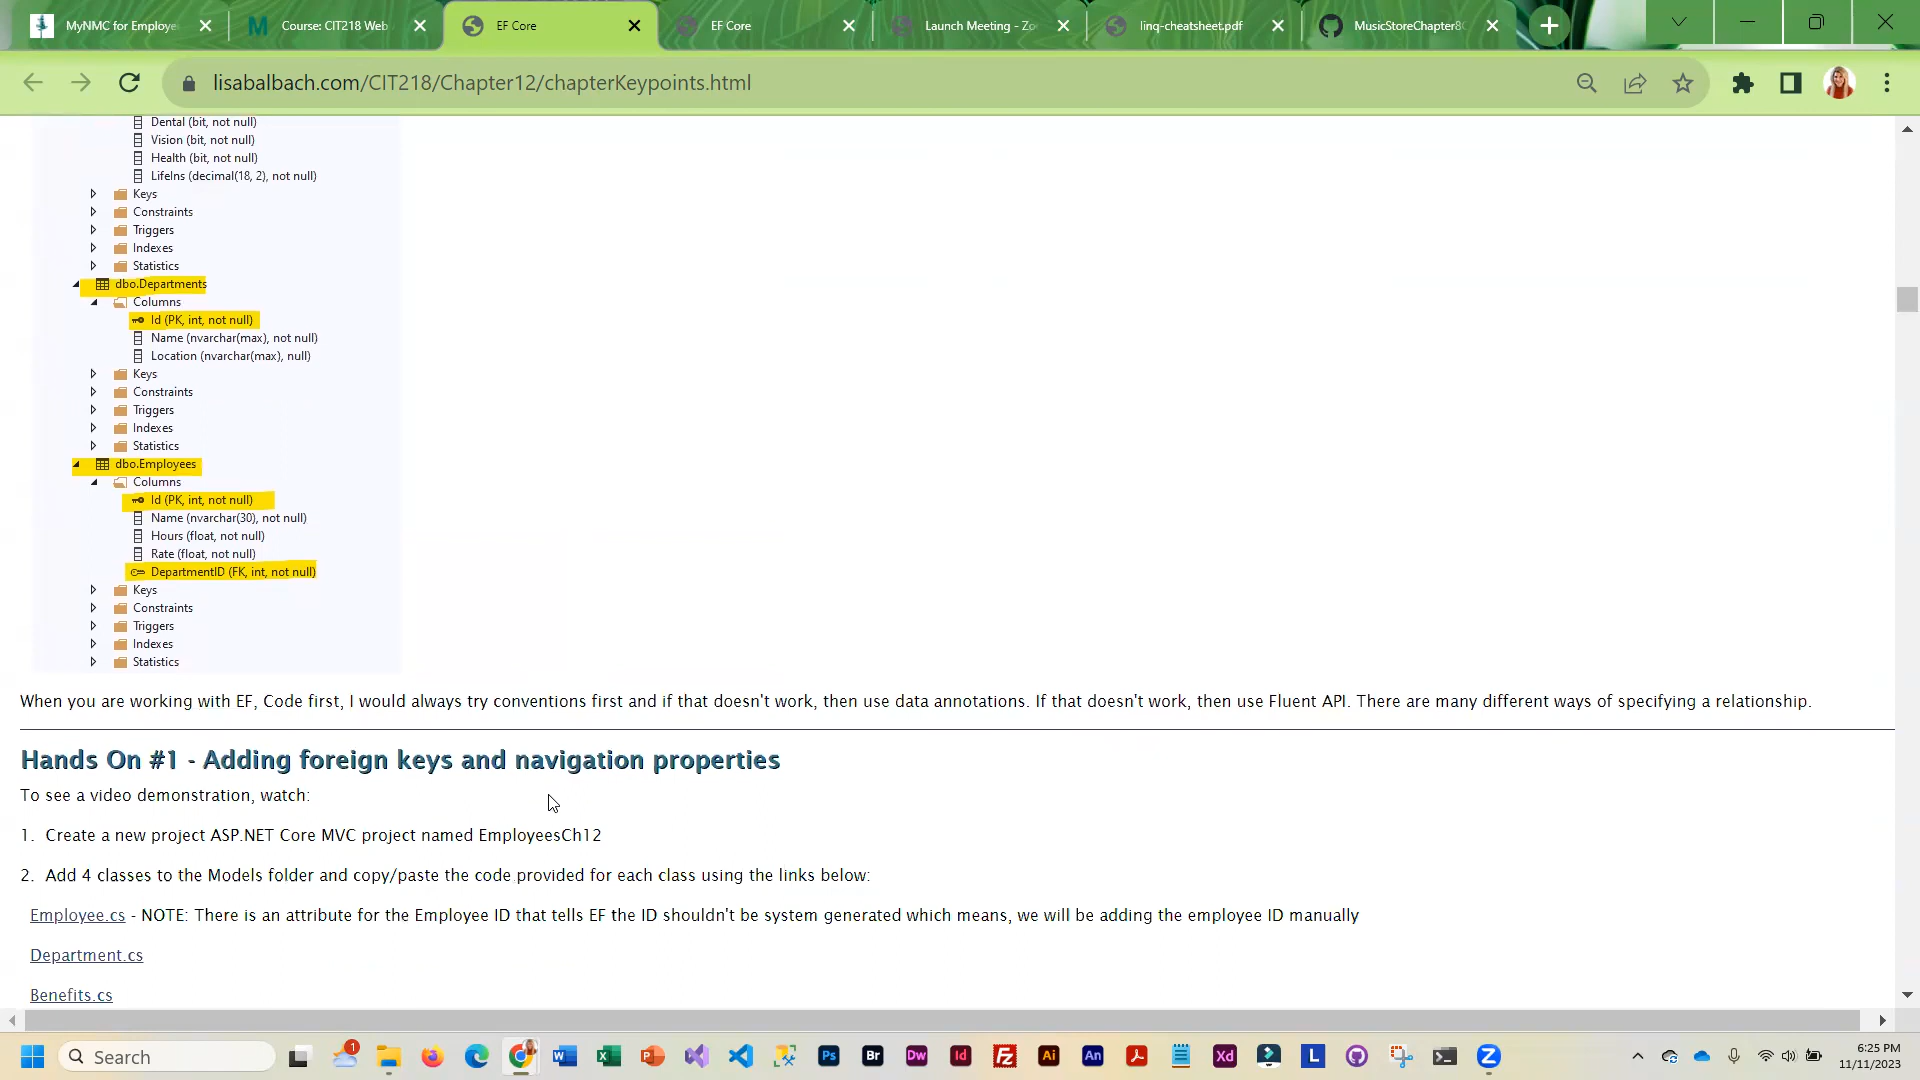 MyNMC for Employe
Course: CIT218 Web
EF Core
EF Core
Launch Meeting - Zo
linq-cheatsheet.pdf
MusicStoreChapter8
lisabalbach.com/CIT218/Chapter12/chapterKeypoints.html
Dental (bit, not null)
Vision (bit, not null)
Health (bit, not null)
LifeIns (decimal(18, 2), not null)
Keys
Constraints
Triggers
Indexes
Statistics
dbo.Departments
Columns
Id (PK, int, not null)
Name (nvarchar(max), not null)
Location (nvarchar(max), null)
Keys
Constraints
Triggers
Indexes
Statistics
dbo.Employees
Columns
Id (PK, int, not null)
Name (nvarchar(30), not null)
Hours (float, not null)
Rate (float, not null)
DepartmentID (FK, int, not null)
Keys
Constraints
Triggers
Indexes
Statistics
When you are working with EF, Code first, I would always try conventions first and if that doesn't work, then use data annotations. If that doesn't work, then use Fluent API. There are many different ways of specifying a relationship.
Hands On #1 - Adding foreign keys and navigation properties
To see a video demonstration, watch:
1. Create a new project ASP.NET Core MVC project named EmployeesCh12
2. Add 4 classes to the Models folder and copy/paste the code provided for each class using the links below:
Employee.cs - NOTE: There is an attribute for the Employee ID that tells EF the ID shouldn't be system generated which means, we will be adding the employee ID manually
Department.cs
Benefits.cs
Search
1
Ps
Br
Dw
Id
Fz
Ai
An
Xd
L
6:25 PM
11/11/2023